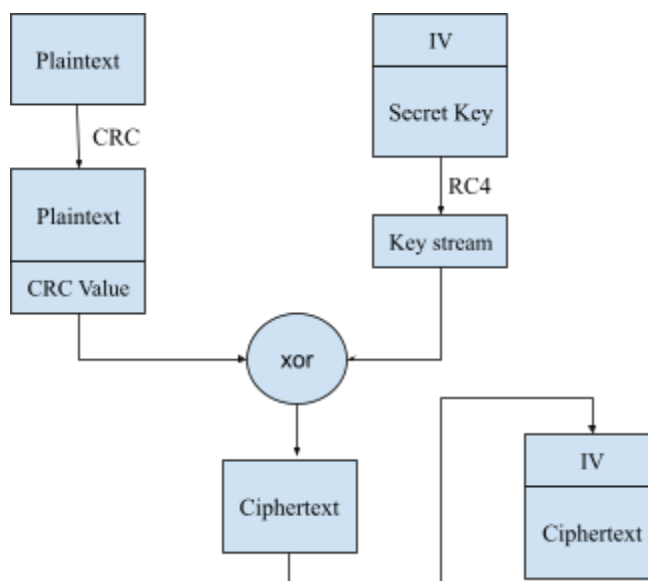 Plaintext
IV
Secret Key
CRC
RC4
Plaintext
CRC Value
Key stream
xor
Ciphertext
IV
Ciphertext